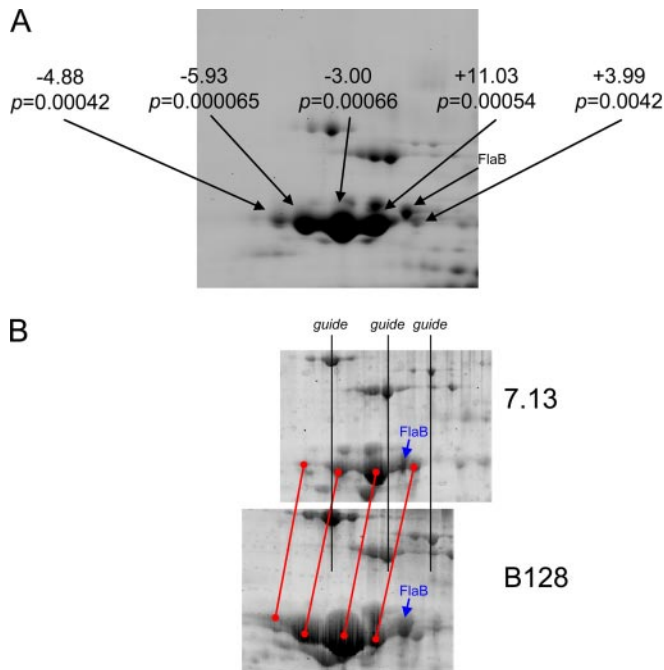 A
-4.88 -5.93 -3.00 +11.03 +3.99
p=0.00042 p=0.000065 p=0.00066 p=0.00054 p=0.0042
FlaB
B
guide guide guide
7.13
FlaB
B128
FlaB